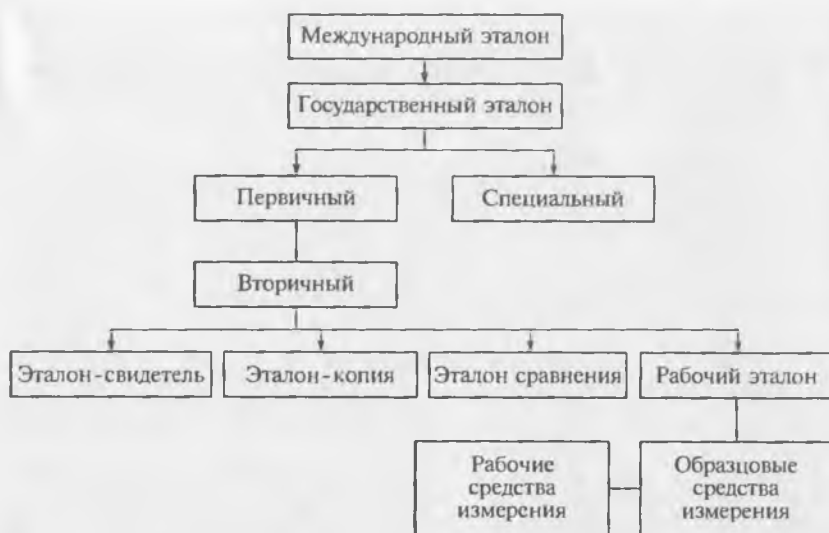 Международный эталон
Государственный эталон
Первичный
Специальный
Вторичный
Эталон-свидетель
Эталон-копия
Эталон сравнения
Рабочий эталон
Рабочие
средства
измерения
Образцовые
средства
измерения